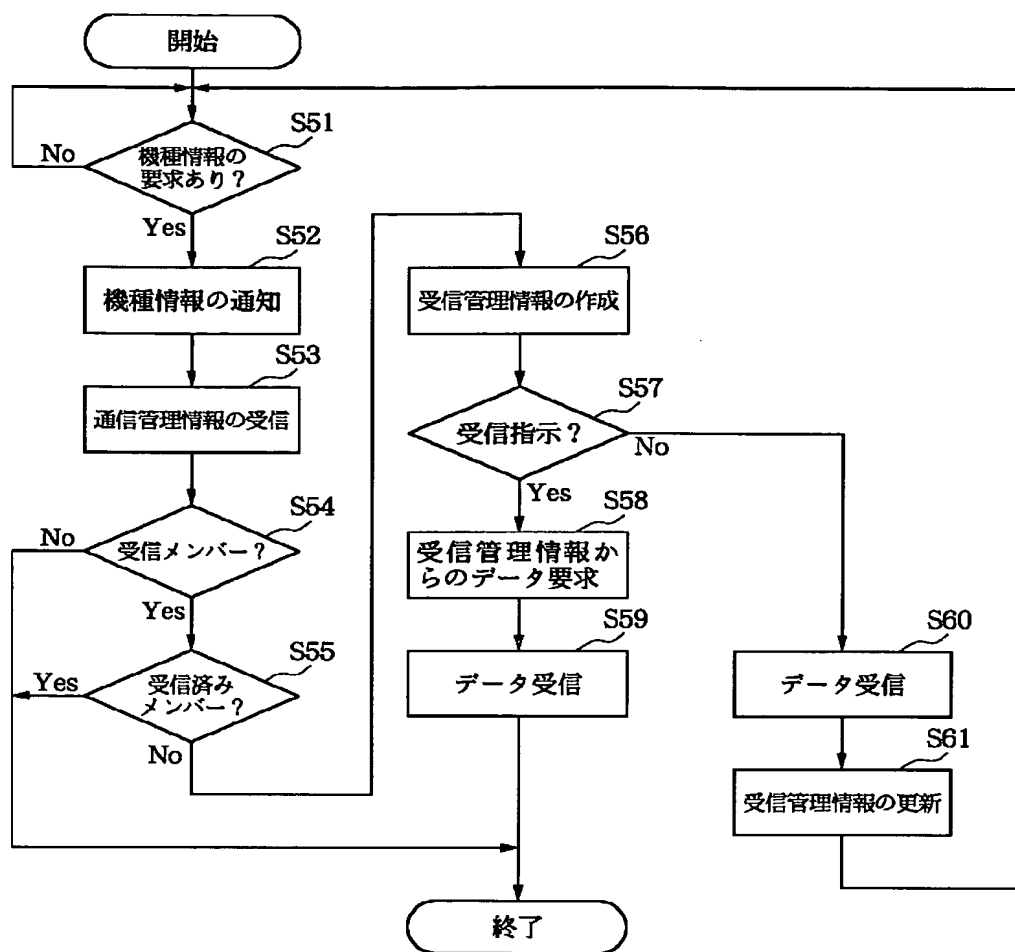 開始
S51
機種情報の
要求あり？
No
Yes
S52
機種情報の通知
S53
通信管理情報の受信
S54
受信メンバー？
No
Yes
S55
受信済み
メンバー？
Yes
No
S56
受信管理情報の作成
S57
受信指示？
No
Yes
S58
受信管理情報か
らのデータ要求
S59
データ受信
S60
データ受信
S61
受信管理情報の更新
終了